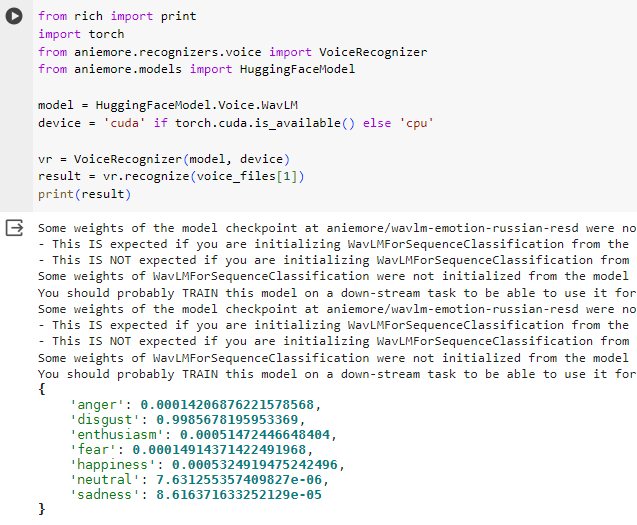 from rich import print
import torch
from aniemore.recognizers.voice import VoiceRecognizer
from aniemore.models import HuggingFaceModel
model = HuggingFaceModel.Voice.WavLM
device = 'cuda' if torch.cuda.is_available() else 'cpu'
vr = VoiceRecognizer(model, device)
result = vr.recognize(voice_files[1])
print(result)
Some weights of the model checkpoint at aniemore/wavlm-emotion-russian-resd were no
- This IS expected if you are initializing WavLMForSequenceClassification from the
- This IS NOT expected if you are initializing WavLMForSequenceClassification from
Some weights of WavLMForSequenceClassification were not initialized from the model
You should probably TRAIN this model on a down-stream task to be able to use it for
Some weights of the model checkpoint at aniemore/wavlm-emotion-russian-resd were no
- This IS expected if you are initializing WavLMForSequenceClassification from the
- This IS NOT expected if you are initializing WavLMForSequenceClassification from
Some weights of WavLMForSequenceClassification were not initialized from the model
You should probably TRAIN this model on a down-stream task to be able to use it for
{
'anger': 0.00014206876221578568,
'disgust': 0.9985678195953369,
'enthusiasm': 0.00051472446648404,
'fear': 0.00014914371422491968,
'happiness': 0.0005324919475242496,
'neutral': 7.631255357409827e-06,
'sadness': 8.616371633252129e-05
}